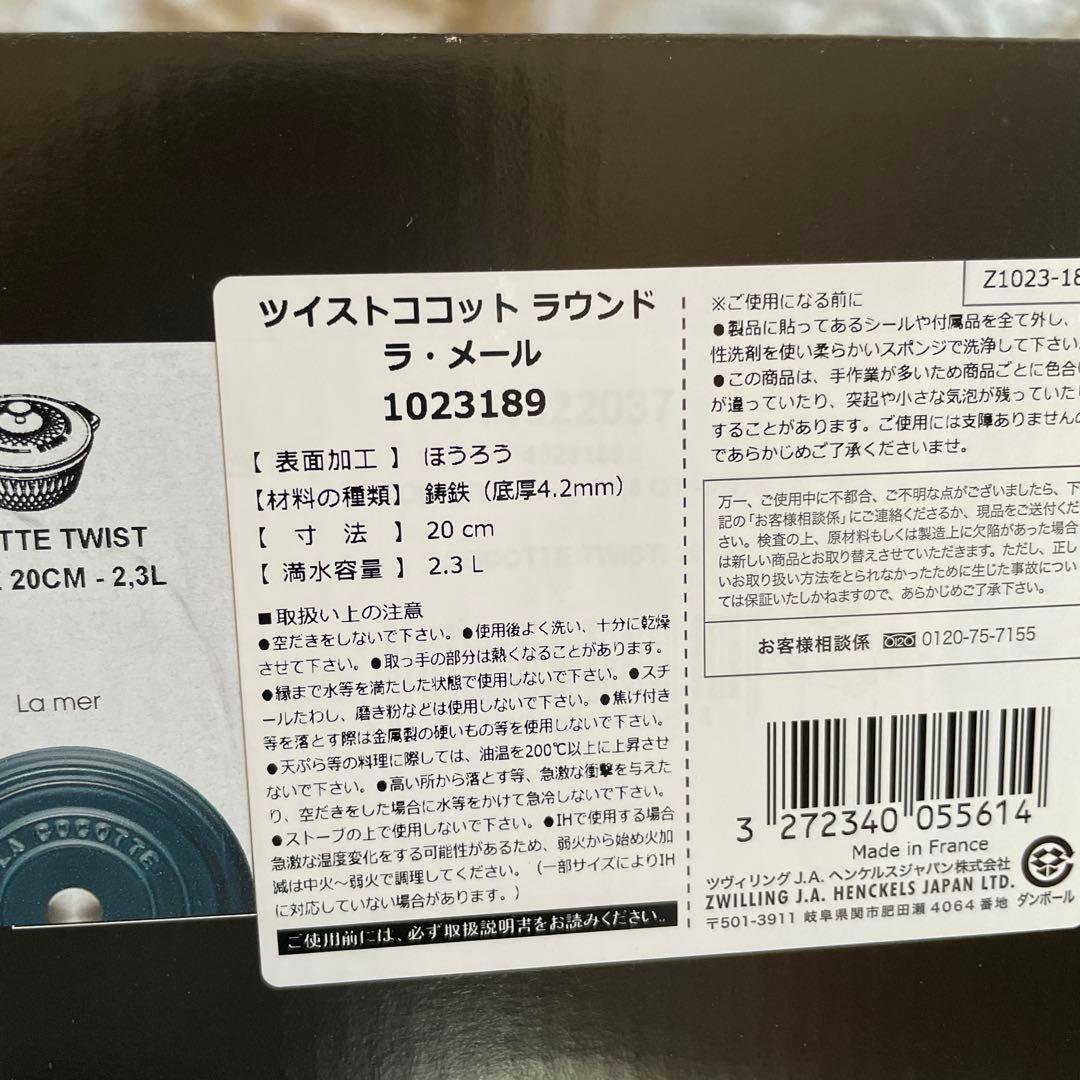 TTE TWIST
20CM - 2,3L
La mer
LA COCOTTE
ツイストココット ラウンド
ラ・メール
1023189
【 表面加工 】 ほうろう
【材料の種類】 鋳鉄（底厚4.2mm）
【 寸　法 】 20 cm
【 満水容量 】 2.3 L
■取扱い上の注意
●空だきをしないで下さい。●使用後よく洗い、十分に乾燥
させて下さい。●取っ手の部分は熱くなることがあります。
●縁まで水等を満たした状態で使用しないで下さい。●スチ
ールたわし、磨き粉などは使用しないで下さい。●焦げ付き
等を落とす際は金属製の硬いもの等を使用しないで下さい。
●天ぷら等の料理に際しては、油温を200℃以上に上昇させ
ないで下さい。●高い所から落とす等、急激な衝撃を与えた
り、空だきをした場合に水等をかけて急冷しないで下さい。
●ストーブの上で使用しないで下さい。●IHで使用する場合
急激な温度変化をする可能性があるため、弱火から始め火加
減は中火～弱火で調理してください。（一部サイズによりIH
に対応していない場合があります。）
ご使用前には、必ず取扱説明書をお読みください。
Z1023-18
※ご使用になる前に
●製品に貼ってあるシールや付属品を全て外し、
性洗剤を使い柔らかいスポンジで洗浄して下さい
●この商品は、手作業が多いため商品ごとに色合
が違っていたり、突起や小さな気泡が残っていた
することがあります。ご使用には支障ありません
であらかじめご了承くださいませ。
万一、ご使用中に不都合、ご不明な点がございましたら、下
記の「お客様相談係」にご連絡くださるか、現品をご送付くだ
さい。検査の上、原材料もしくは製造上に欠陥があった場合
は新しい商品とお取り替えさせていただきます。ただし、正し
いお取り扱い方法をとられなかったために生じた事故につい
ては保証いたしかねますので、あらかじめご了承下さい。
お客様相談係 0120-75-7155
3 272340 055614
Made in France
ツヴィリング J.A. ヘンケルスジャパン株式会社
ZWILLING J.A. HENCKELS JAPAN LTD.
〒501-3911 岐阜県関市肥田瀬 4064 番地
ダンボール